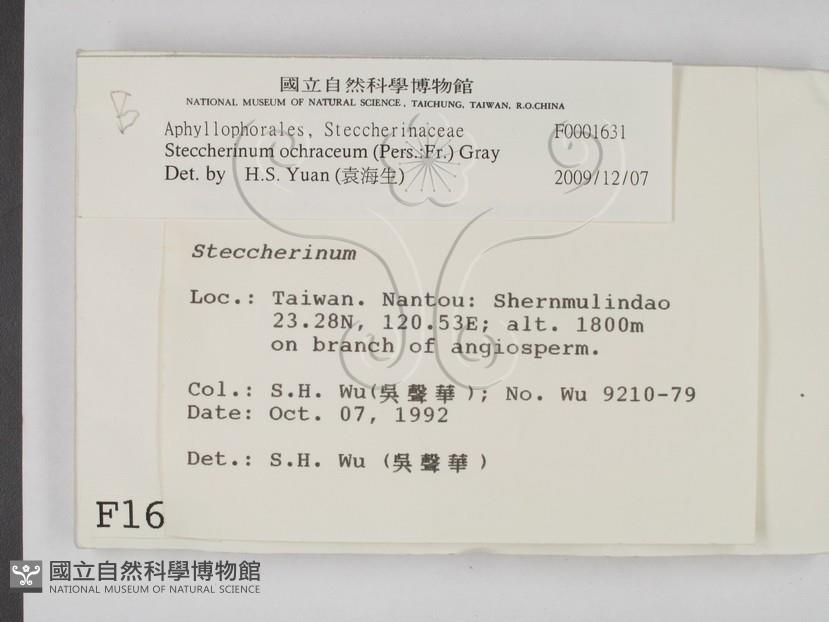 國立自然科學博物館
NATIONAL MUSEUM OF NATURAL SCIENCE, TAICHUNG, TAIWAN, R.O.CHINA
Aphyllophorales, Steccherinaceae F0001631
Steccherinum ochraceum (Pers.:Fr.) Gray
Det. by H.S. Yuan (袁海生) 2009/12/07
Steccherinum
Loc.: Taiwan. Nantou: Shernmulindao
23.28N, 120.53E; alt. 1800m
on branch of angiosperm.
Col.: S.H. Wu(吳聲華); No. Wu 9210-79
Date: Oct. 07, 1992
Det.: S.H. Wu (吳聲華)
F16
國立自然科學博物館
NATIONAL MUSEUM OF NATURAL SCIENCE